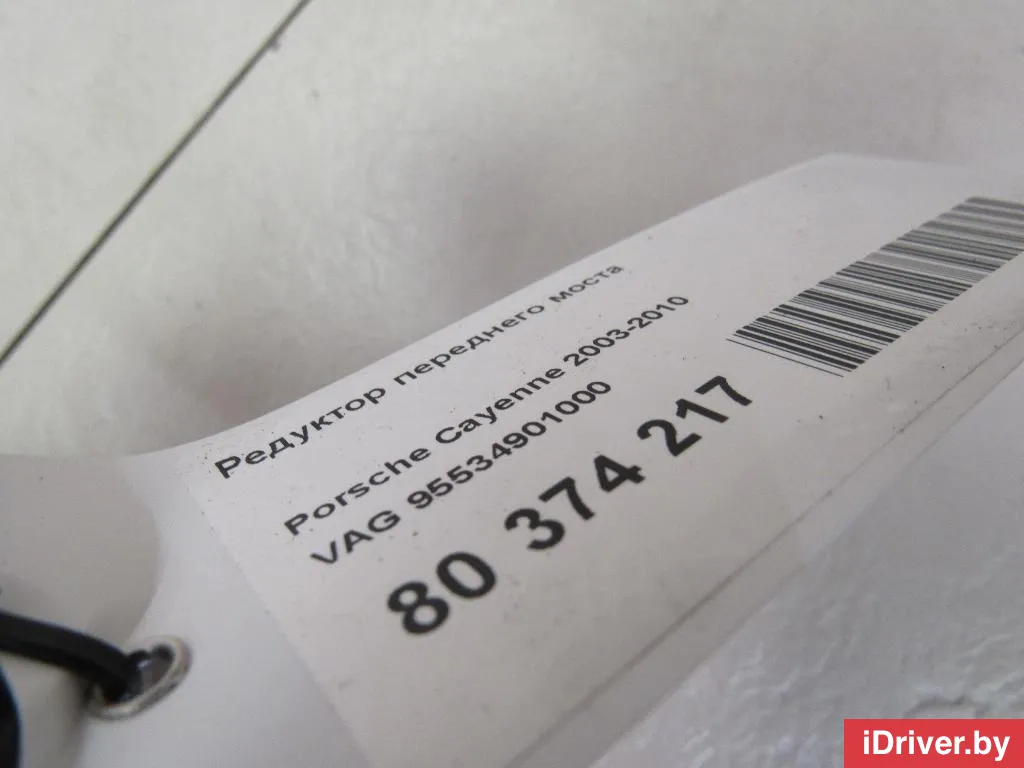 Редуктор переднего моста
Porsche Cayenne 2003-2010
VAG 95534901000
80 374 217
iDriver.by